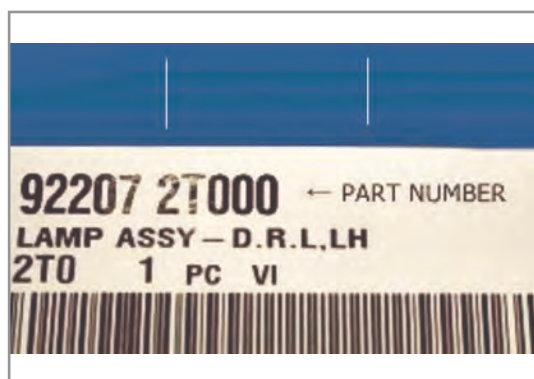 92207 2T000 ← PART NUMBER
LAMP ASSY – D.R.L,LH
2T0 1 PC VI